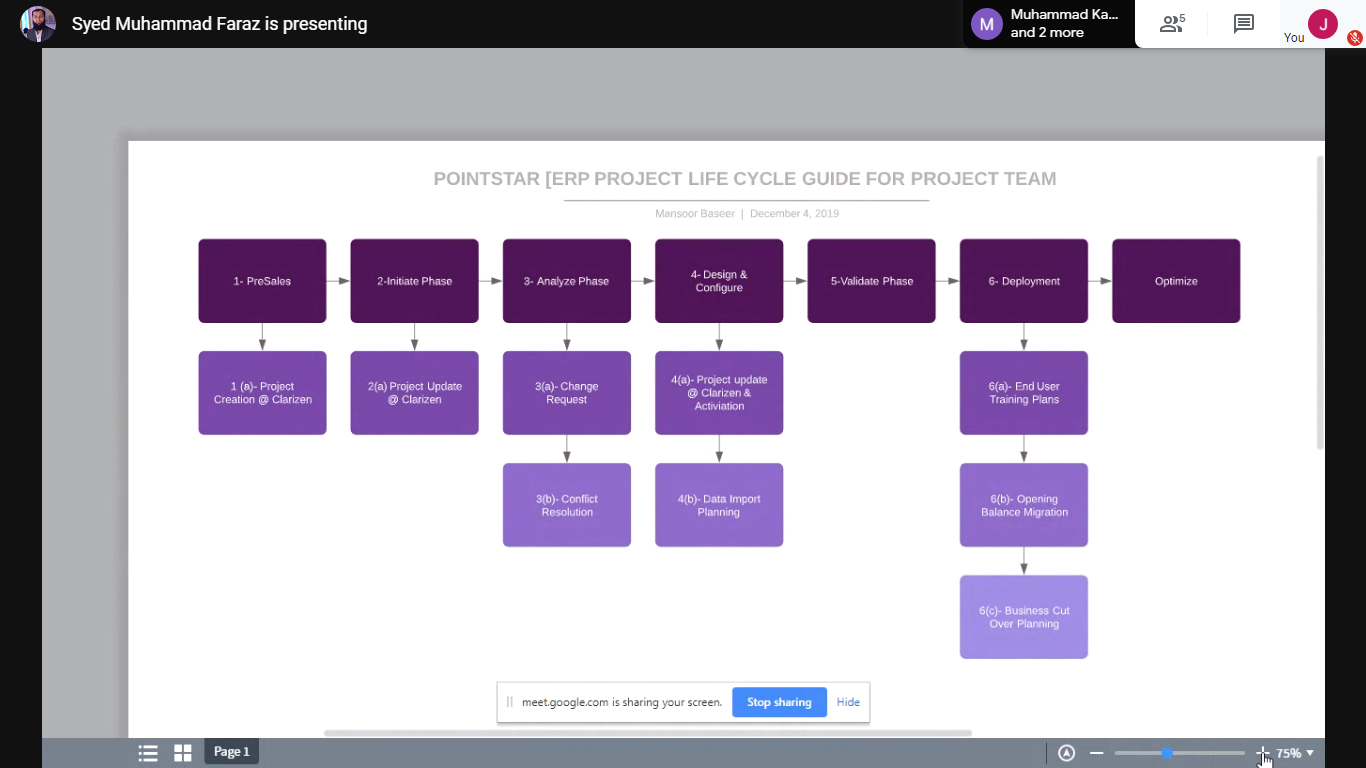 Syed Muhammad Faraz is presenting
M
Muhammad Ka...
and 2 more
5
You
J
POINTSTAR [ERP PROJECT LIFE CYCLE GUIDE FOR PROJECT TEAM
Mansoor Baseer | December 4, 2019
1- PreSales
2-Initiate Phase
3- Analyze Phase
4- Design &
Configure
5-Validate Phase
6- Deployment
Optimize
1 (a)- Project
Creation @ Clarizen
2(a) Project Update
@ Clarizen
3(a)- Change
Request
4(a)- Project update
@ Clarizen &
Activiation
6(a)- End User
Training Plans
3(b)- Conflict
Resolution
4(b)- Data Import
Planning
6(b)- Opening
Balance Migration
6(c)- Business Cut
Over Planning
meet.google.com is sharing your screen.
Stop sharing
Hide
Page 1
75%